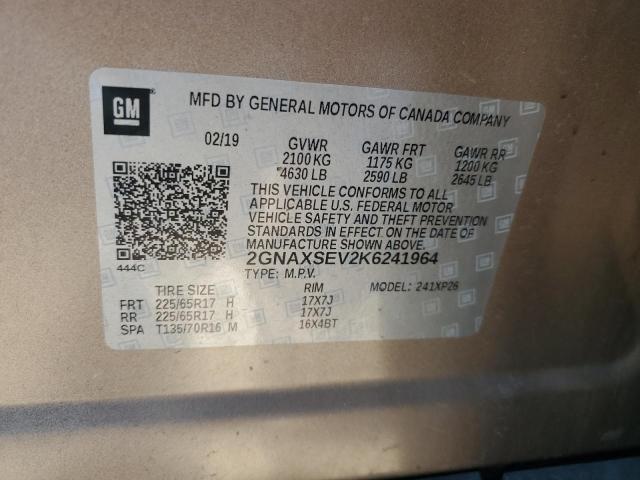 GM
MFD BY GENERAL MOTORS OF CANADA COMPANY
02/19 GVWR GAWR FRT GAWR RR
2100 KG 1175 KG 1200 KG
4630 LB 2590 LB 2645 LB
THIS VEHICLE CONFORMS TO ALL
APPLICABLE U.S. FEDERAL MOTOR
VEHICLE SAFETY AND THEFT PREVENTION
STANDARDS IN EFFECT ON THE DATE OF
MANUFACTURE SHOWN ABOVE.
444C
2GNAXSEV2K6241964
TYPE: M.P.V. MODEL: 241XP26
TIRE SIZE RIM
FRT 225/65R17 H 17X7J
RR 225/65R17 H 17X7J
SPA T135/70R16 M 16X4BT